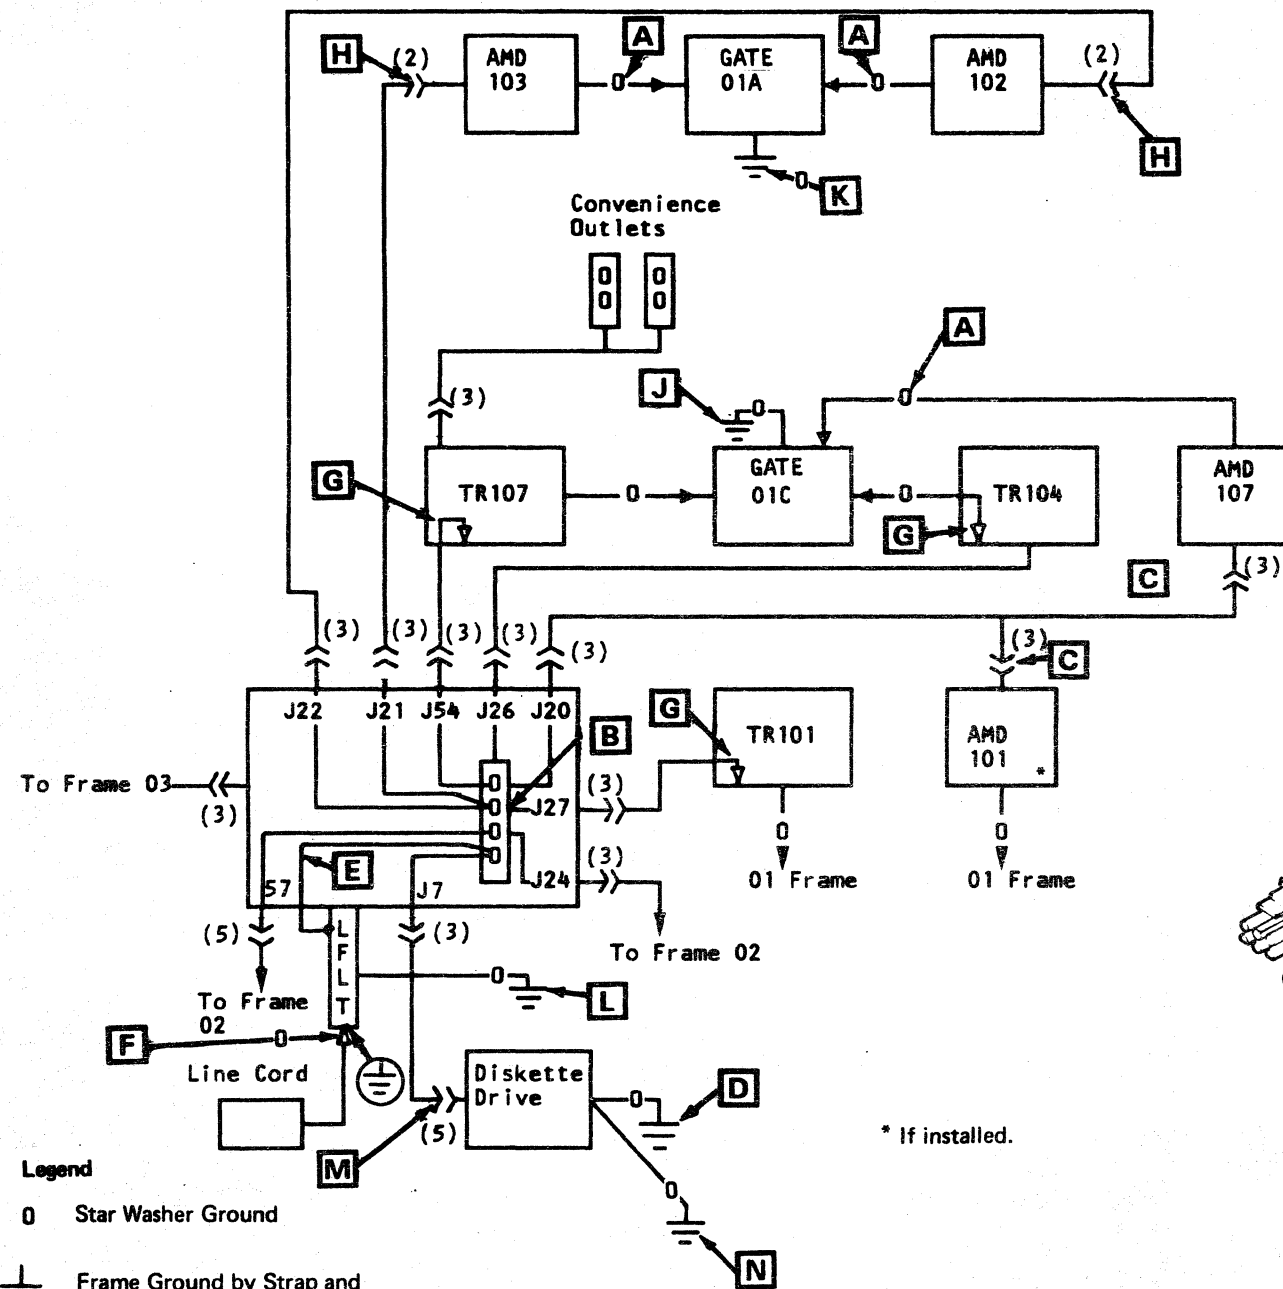 H
(2)
AMD
103
A
GATE
01A
A
AMD
102
(2)
H
K
Convenience
Outlets
A
J
(3)
G
TR107
GATE
01C
TR104
G
AMD
107
C
(3)
(3)
(3)
(3)
(3)
(3)
(3)
C
J22
J21
J54
J26
J20
B
G
TR101
AMD
101
*
To Frame 03
(3)
J27
(3)
E
57
J7
J24
(3)
01 Frame
01 Frame
(5)
(3)
LFLT
To Frame 02
To Frame
02
L
F
Line Cord
Diskette
Drive
D
(5)
M
* If installed.
Legend
0 Star Washer Ground
N
Frame Ground by Strap and